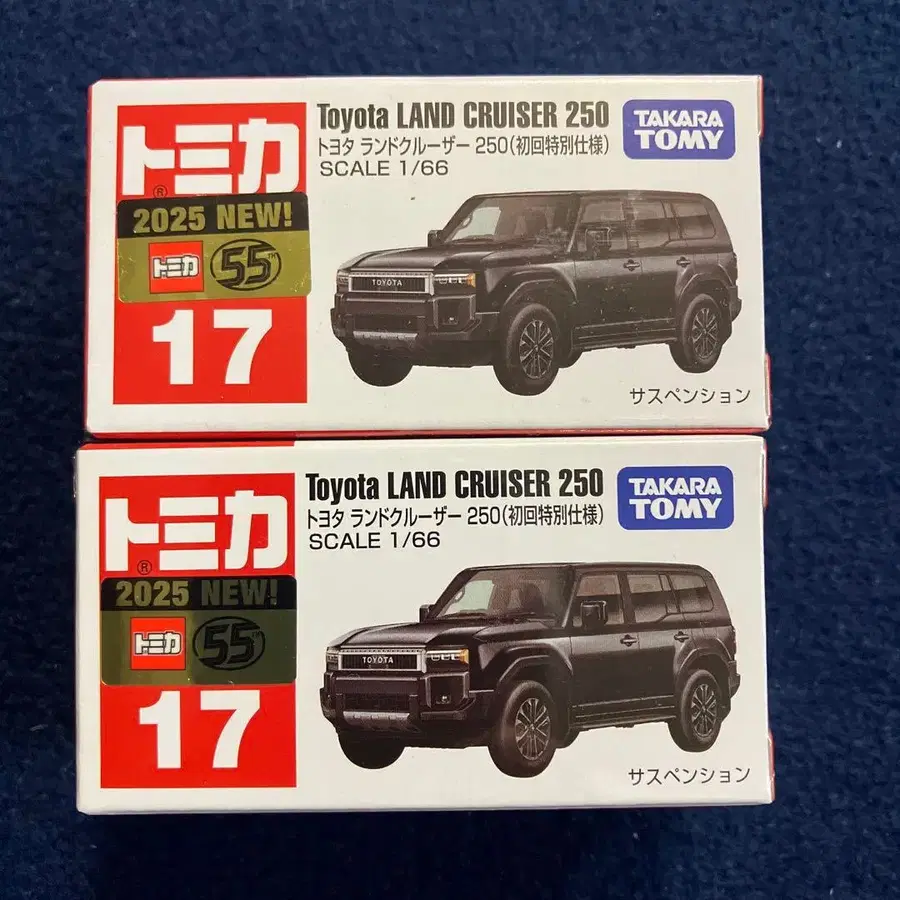 トミカ®
2025 NEW!
トミカ 55™
17
Toyota LAND CRUISER 250
トヨタ ランドクルーザー 250(初回特別仕様)
SCALE 1/66
TAKARA
TOMY
TOYOTA
サスペンション
トミカ®
2025 NEW!
トミカ 55™
17
Toyota LAND CRUISER 250
トヨタ ランドクルーザー 250(初回特別仕様)
SCALE 1/66
TAKARA
TOMY
TOYOTA
サスペンション